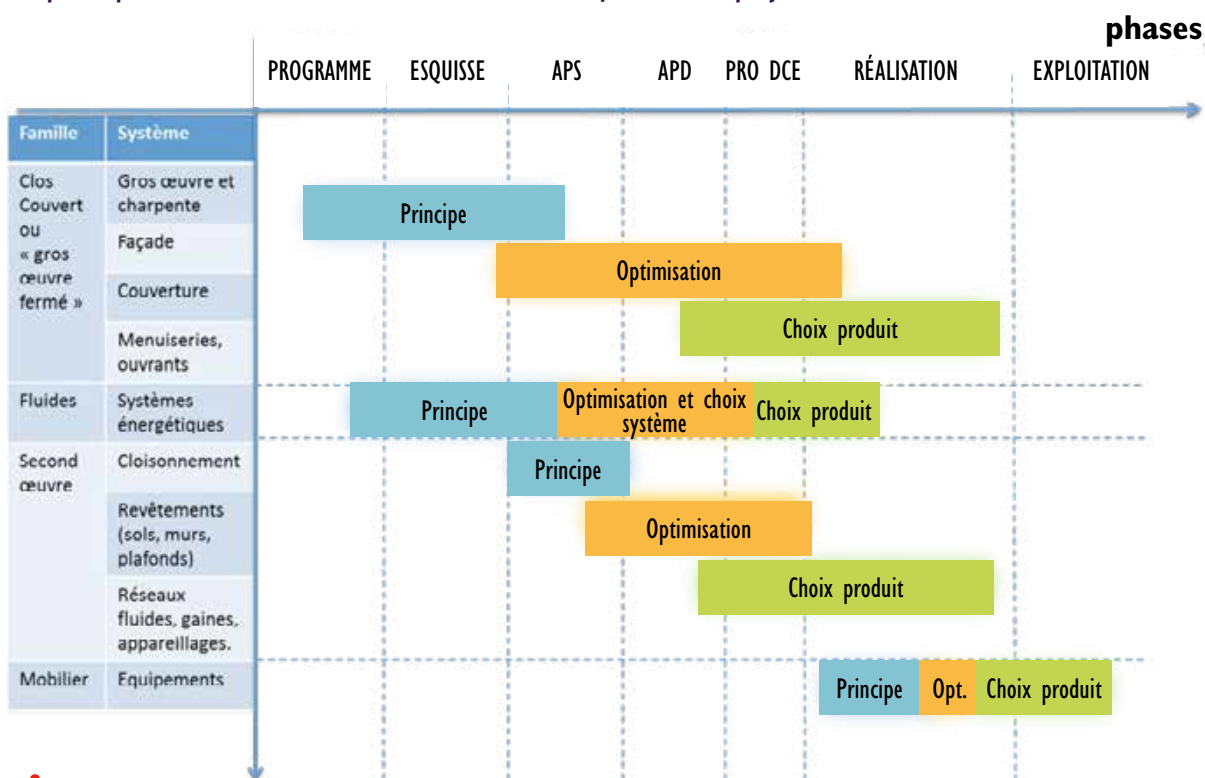 phases
PROGRAMME ESQUISSE APS APD PRO DCE RÉALISATION EXPLOITATION
Famille Système
Clos
Couvert
ou
« gros
œuvre
fermé »
Gros œuvre et
charpente
Façade
Couverture
Menuiseries,
ouvrants
Principe
Optimisation
Choix produit
Fluides
Systèmes
énergétiques
Principe
Optimisation et choix
système
Choix produit
Second
œuvre
Cloisonnement
Revêtements
(sols, murs,
plafonds)
Réseaux
fluides, gaines,
appareillages.
Principe
Optimisation
Choix produit
Mobilier
Equipements
Principe
Opt.
Choix produit